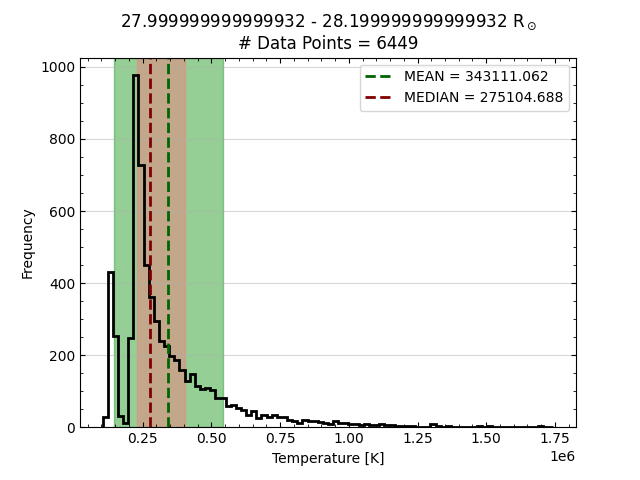 27.999999999999932 - 28.199999999999932 R⊙
# Data Points = 6449
1000
800
600
400
200
0
Frequency
MEAN = 343111.062
MEDIAN = 275104.688
0.25
0.50
0.75
1.00
1.25
1.50
1.75
1e6
Temperature [K]